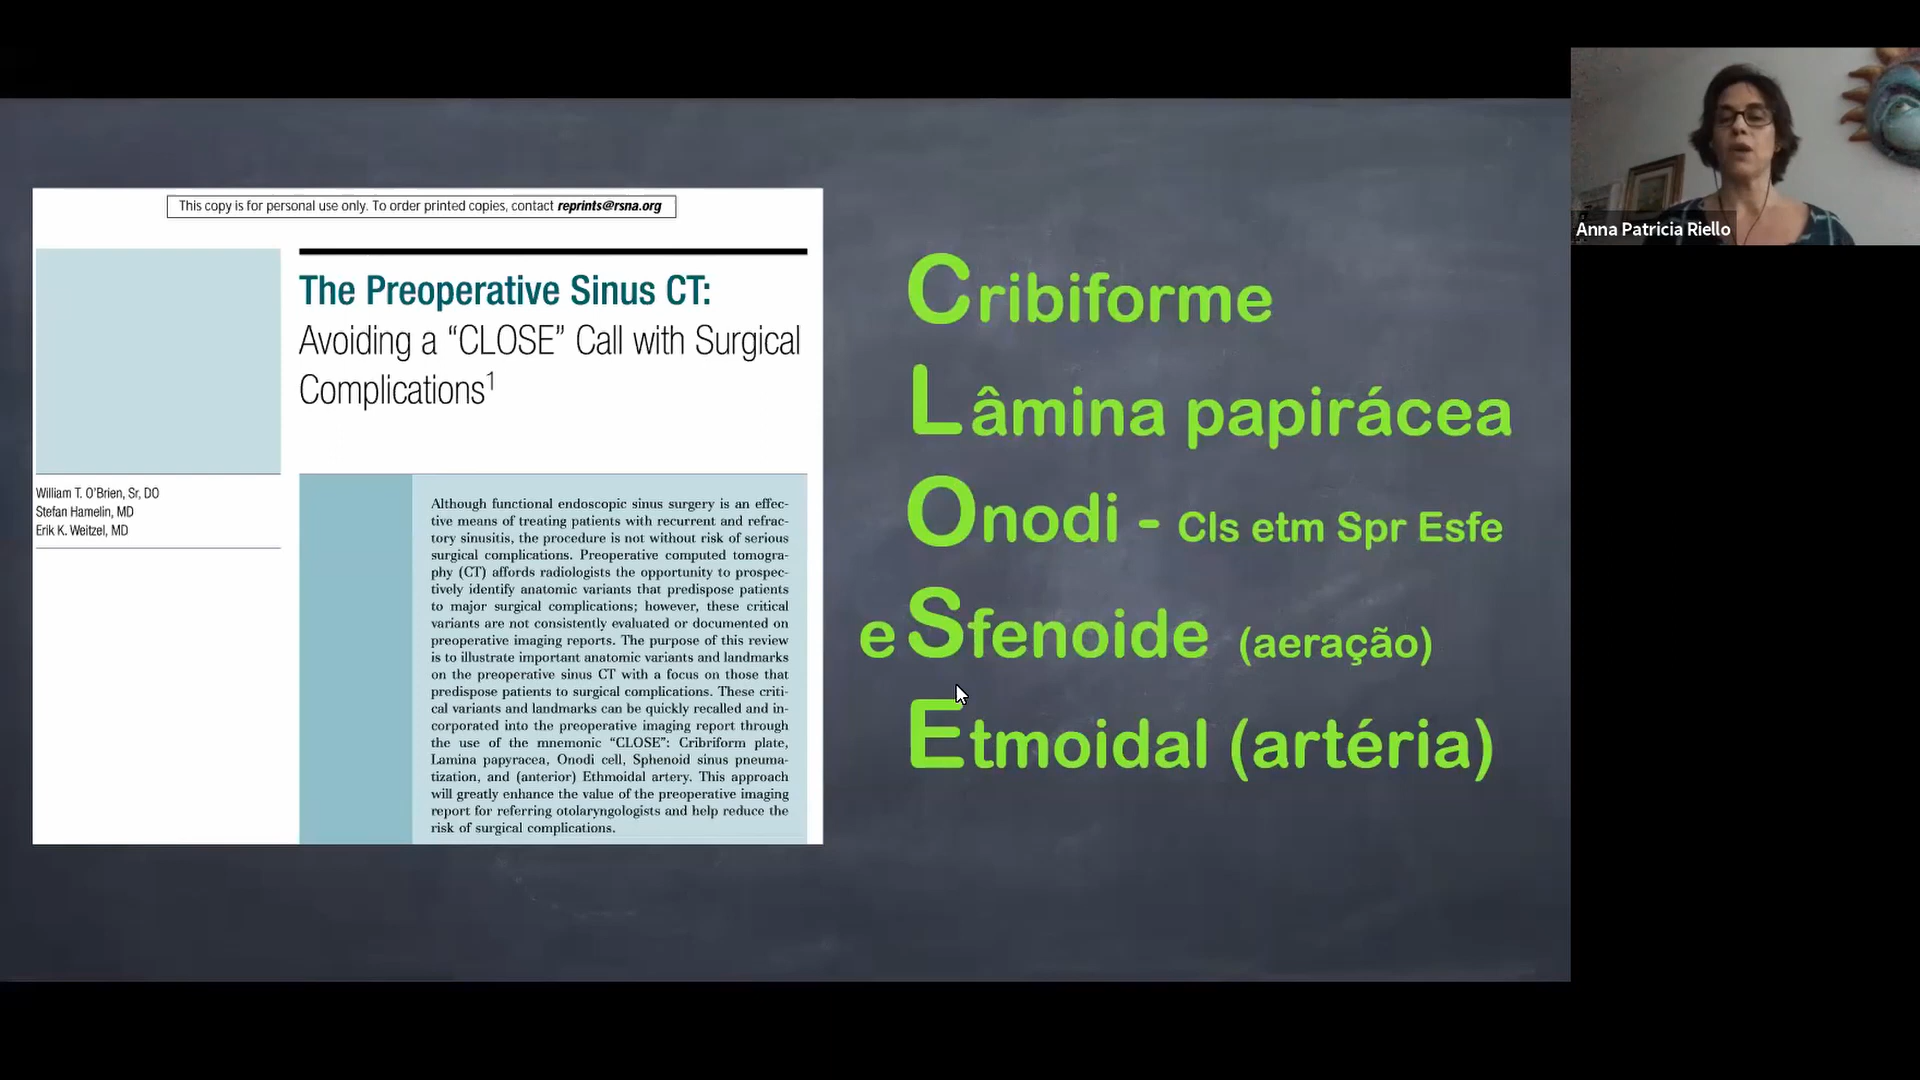 This copy is for personal use only. To order printed copies, contact reprints@rsna.org
The Preoperative Sinus CT:
Avoiding a “CLOSE” Call with Surgical
Complications¹
William T. O’Brien, Sr, DO
Stefan Hamelin, MD
Erik K. Weitzel, MD
Although functional endoscopic sinus surgery is an effec-
tive means of treating patients with recurrent and refrac-
tory sinusitis, the procedure is not without risk of serious
surgical complications. Preoperative computed tomogra-
phy (CT) affords radiologists the opportunity to prospec-
tively identify anatomic variants that predispose patients
to major surgical complications; however, these critical
variants are not consistently evaluated or documented on
preoperative imaging reports. The purpose of this review
is to illustrate important anatomic variants and landmarks
on the preoperative sinus CT with a focus on those that
predispose patients to surgical complications. These criti-
cal variants and landmarks can be quickly recalled and in-
corporated into the preoperative imaging report through
the use of the mnemonic “CLOSE”: Cribriform plate,
Lamina papyracea, Onodi cell, Sphenoid sinus pneuma-
tization, and (anterior) Ethmoidal artery. This approach
will greatly enhance the value of the preoperative imaging
report for referring otolaryngologists and help reduce the
risk of surgical complications.
Cribiforme
Lâmina papirácea
Onodi - Cls etm Spr Esfe
eSfenoide (aeração)
Etmoidal (artéria)
Anna Patricia Riello